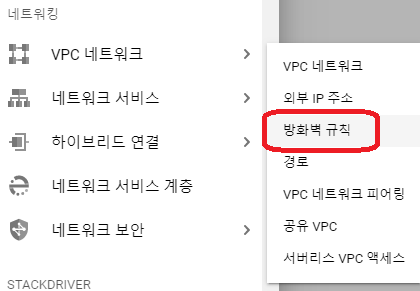 네트워킹
VPC 네트워크
네트워크 서비스
하이브리드 연결
네트워크 서비스 계층
네트워크 보안
STACKDRIVER
VPC 네트워크
외부 IP 주소
방화벽 규칙
경로
VPC 네트워크 피어링
공유 VPC
서버리스 VPC 액세스